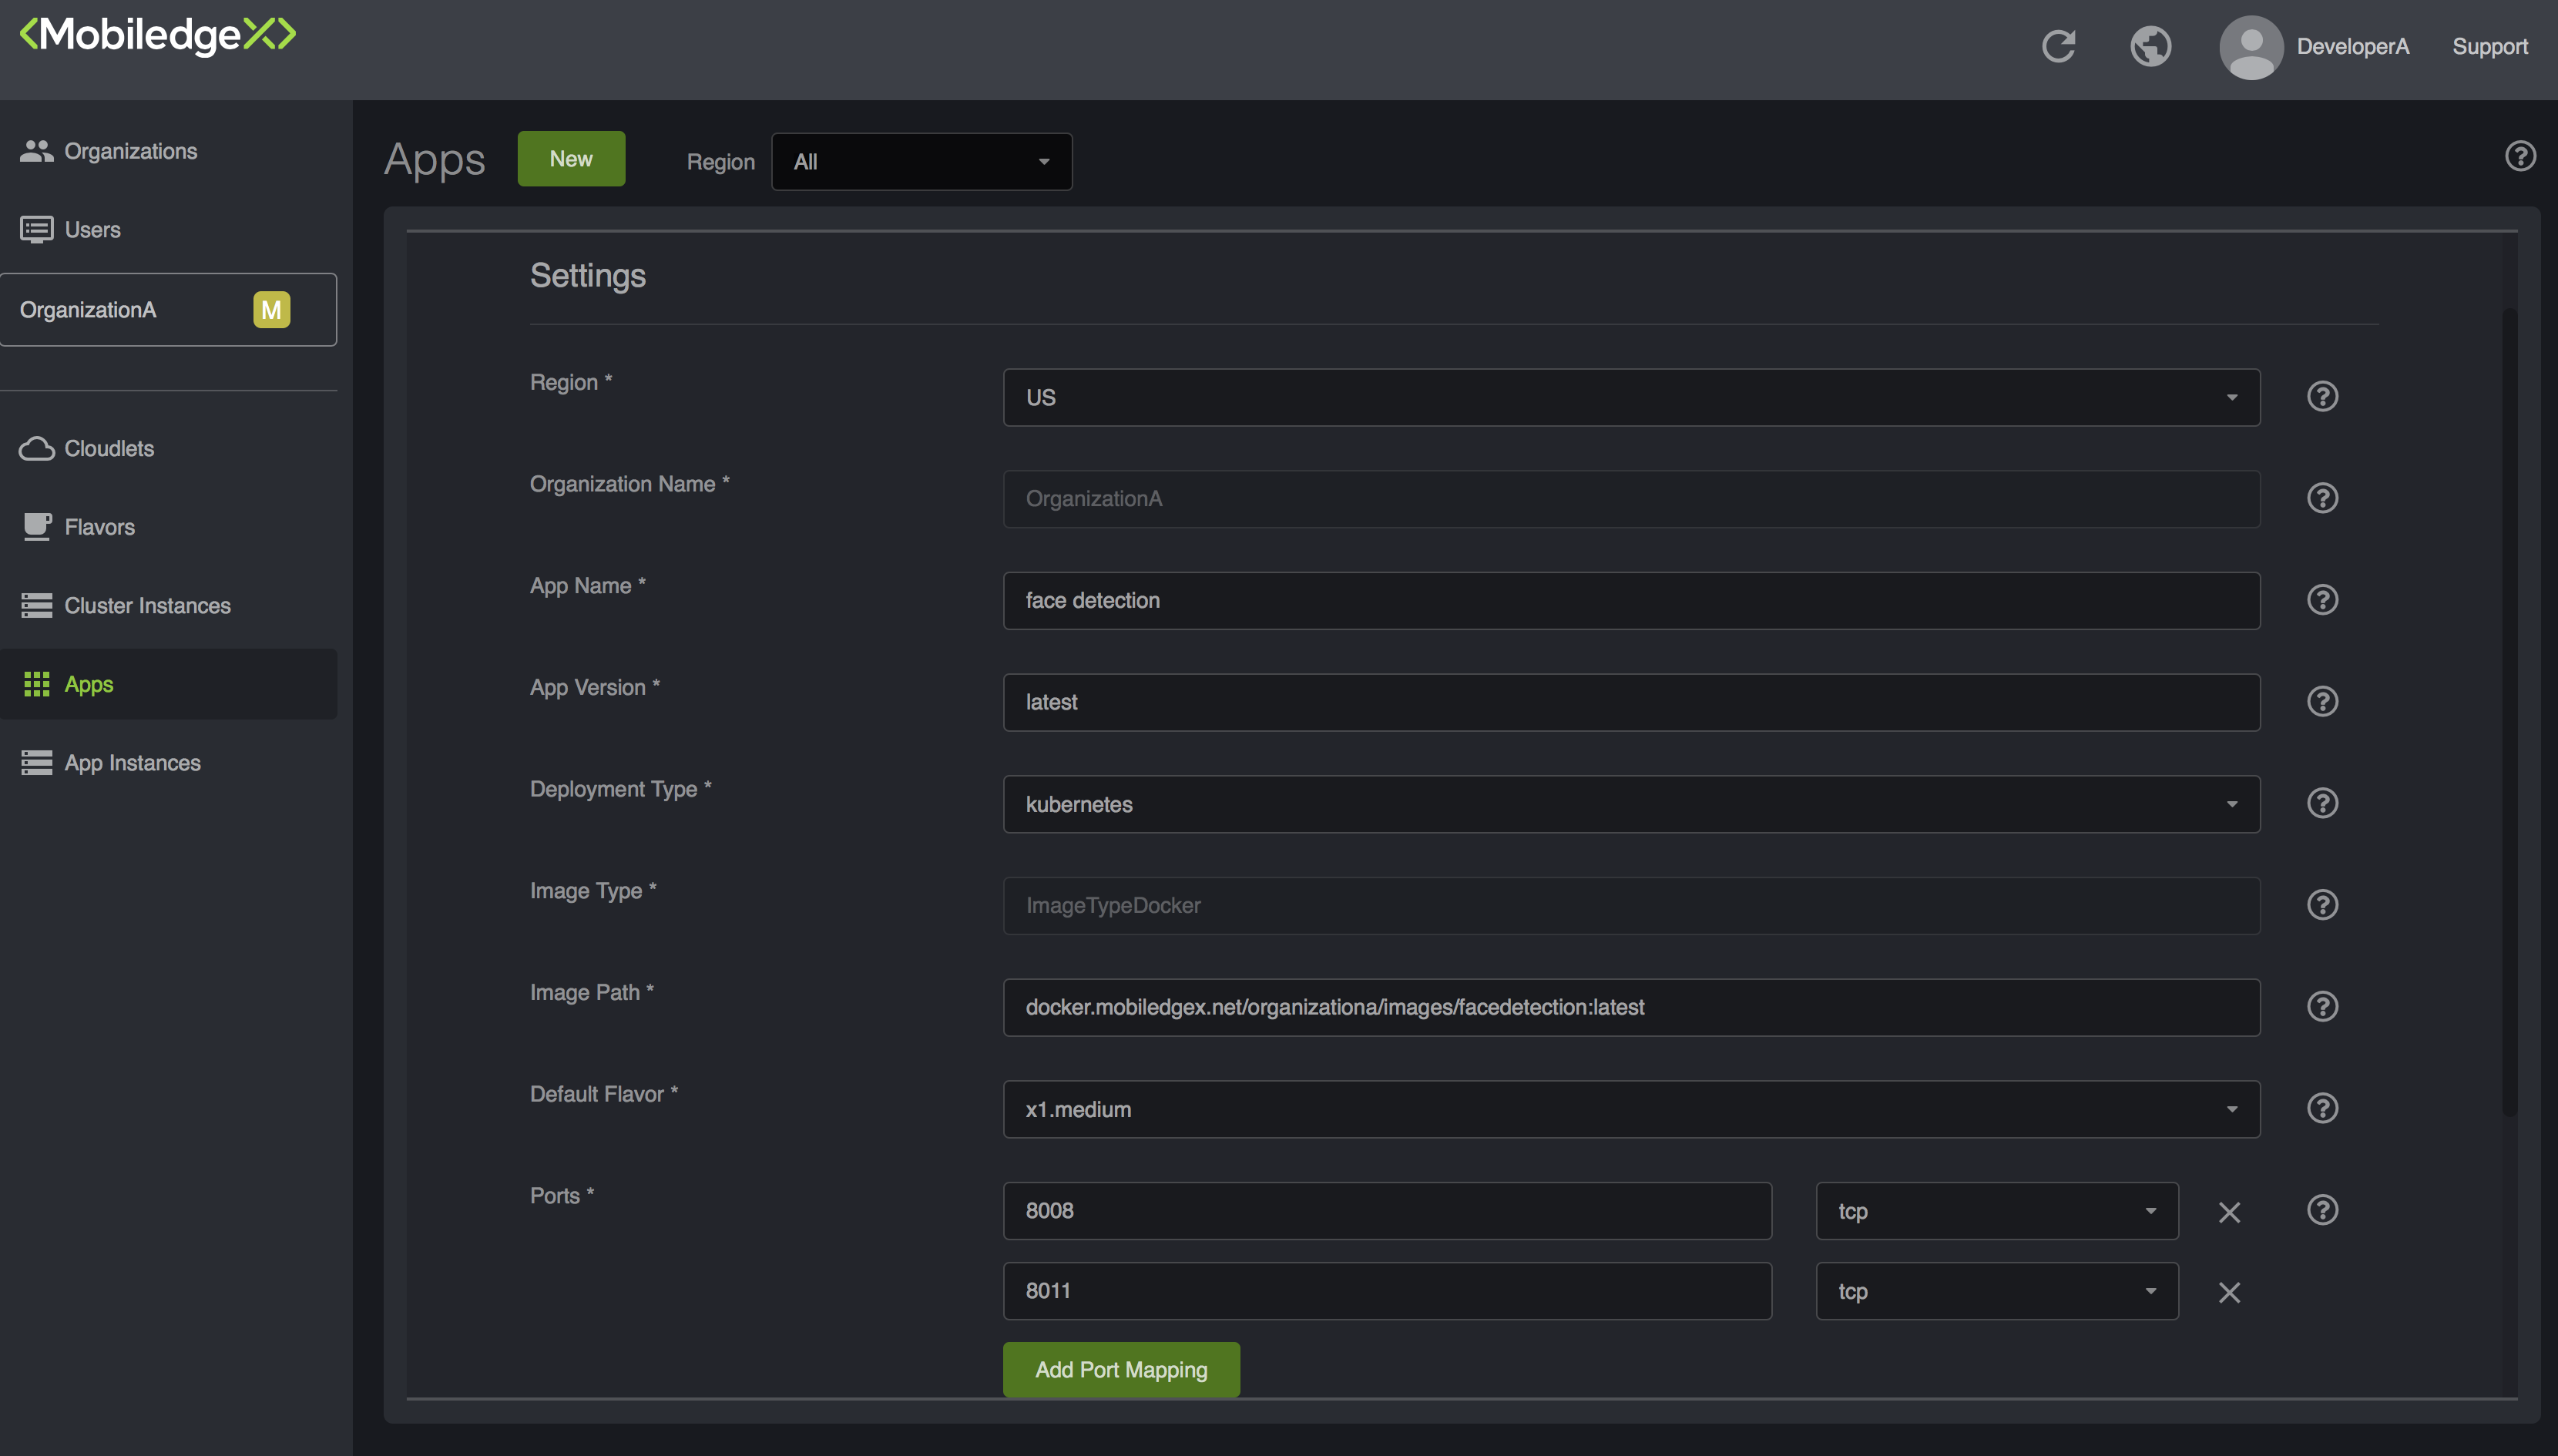 <MobiledgeX>
DeveloperA
Support
Organizations
Users
OrganizationA
M
Cloudlets
Flavors
Cluster Instances
Apps
App Instances
Apps
New
Region
All
Settings
Region *
US
Organization Name *
OrganizationA
App Name *
face detection
App Version *
latest
Deployment Type *
kubernetes
Image Type *
ImageTypeDocker
Image Path *
docker.mobiledgex.net/organizationa/images/facedetection:latest
Default Flavor *
x1.medium
Ports *
8008
tcp
8011
tcp
Add Port Mapping